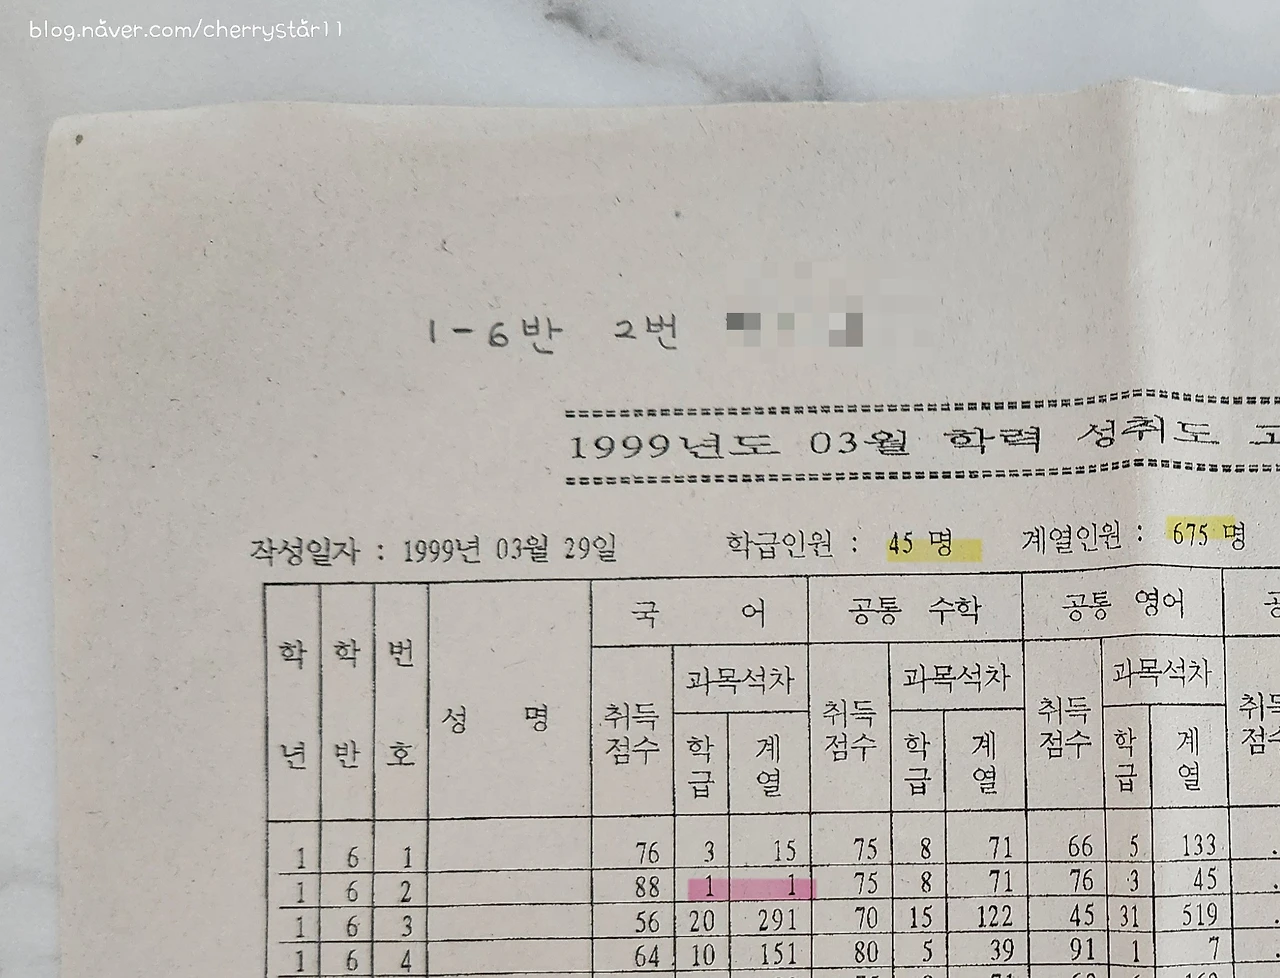 blog.naver.com/cherrystar11
1-6반 2번
1999년도 03월 학력 성취도
작성일자 : 1999년 03월 29일 학급인원 : 45 명 계열인원 : 675 명
학년 학반 번호 성 명 국 어 공통 수학 공통 영어
취득점수 과목석차 취득점수 과목석차 취득점수 과목석차
학급 계열 학급 계열 학급 계열
1 6 1 76 3 15 75 8 71 66 5 133
1 6 2 88 1 1 75 8 71 76 3 45
1 6 3 56 20 291 70 15 122 45 31 519
1 6 4 64 10 151 80 5 39 91 1 7